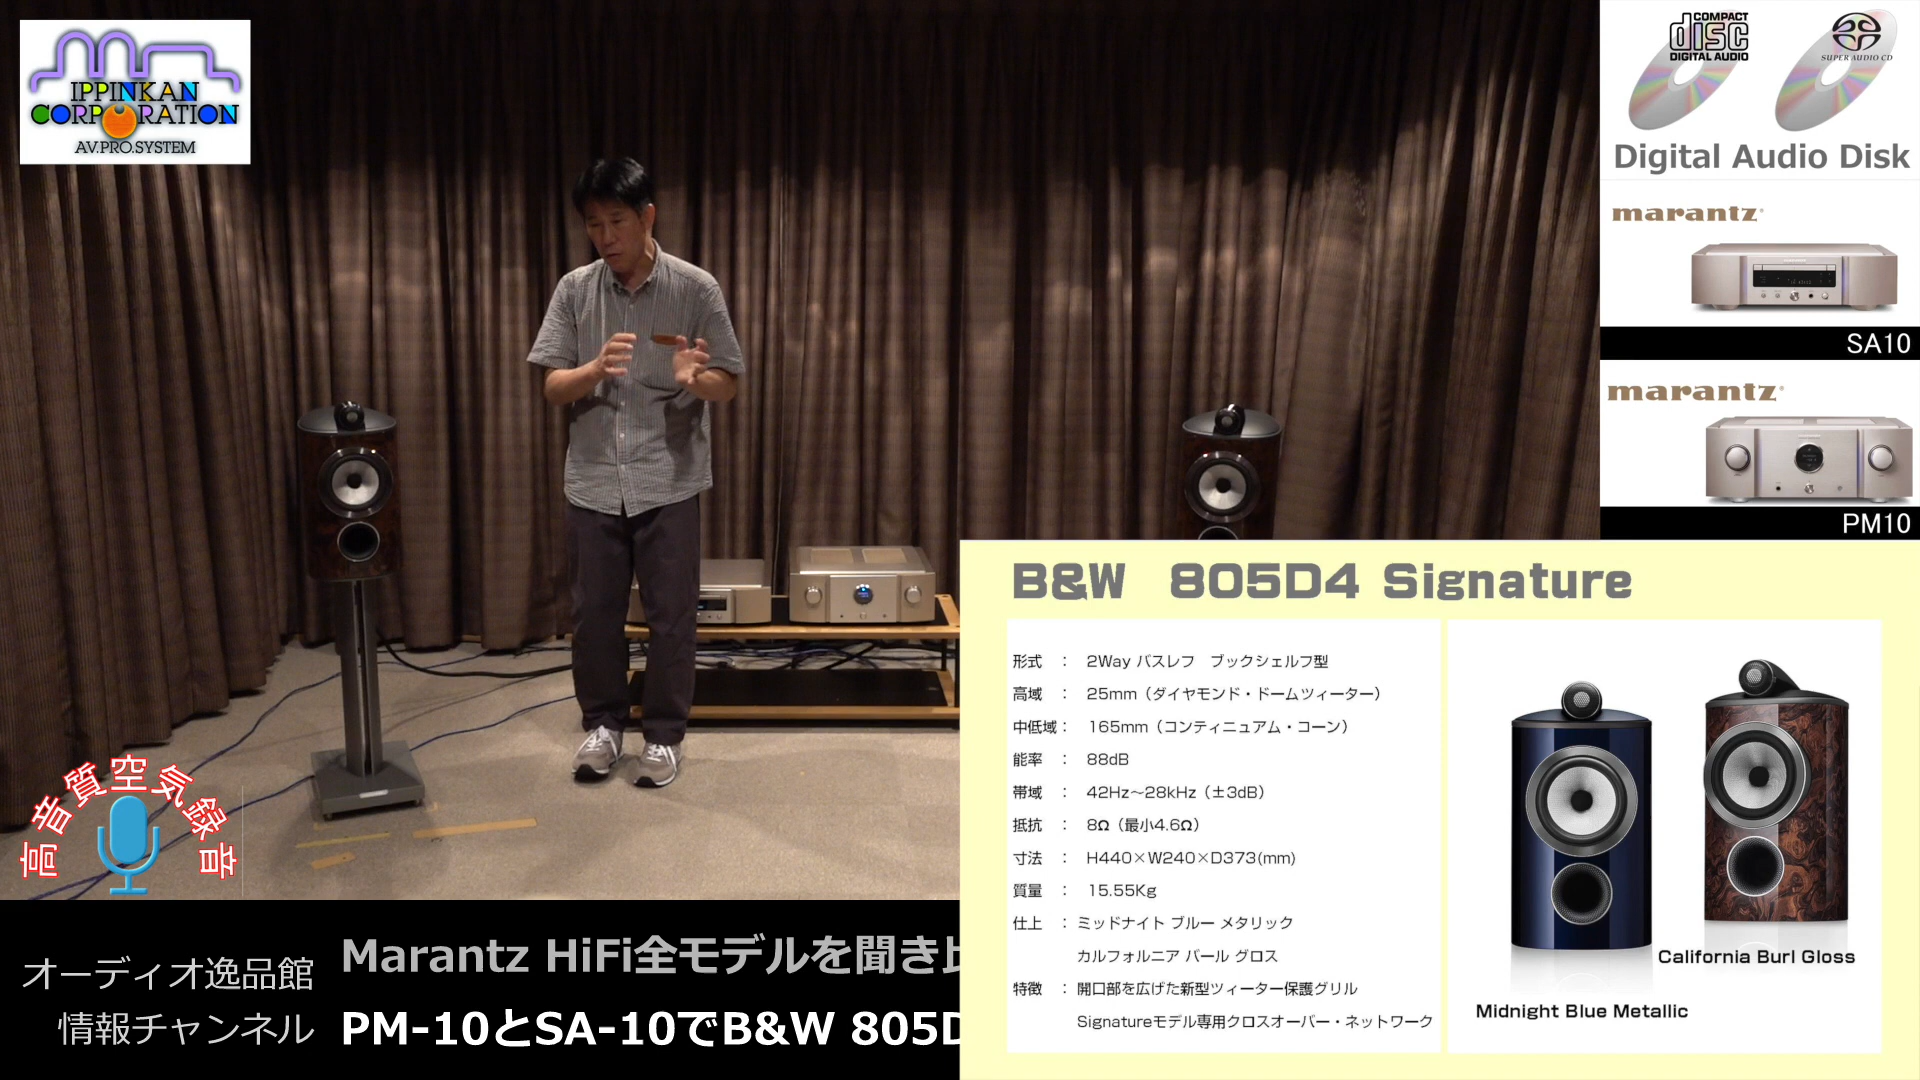 IPPINKAN
CORPORATION
AV.PRO.SYSTEM
COMPACT
disc
DIGITAL AUDIO
SUPER AUDIO CD
Digital Audio Disk
marantz
SA10
marantz
PM10
高音質空気録音
B&W 805D4 Signature
形式 : 2Way バスレフ ブックシェルフ型
高域 : 25mm（ダイヤモンド・ドームツィーター）
中低域: 165mm（コンティニュアム・コーン）
能率 : 88dB
帯域 : 42Hz～28kHz（±3dB）
抵抗 : 8Ω（最小4.6Ω）
寸法 : H440×W240×D373(mm)
質量 : 15.55Kg
仕上 : ミッドナイト ブルー メタリック
カルフォルニア バール グロス
特徴 : 開口部を広げた新型ツィーター保護グリル
Signatureモデル専用クロスオーバー・ネットワーク
California Burl Gloss
Midnight Blue Metallic
オーディオ逸品館
情報チャンネル
Marantz HiFi全モデルを聞き比
PM-10とSA-10でB&W 805D